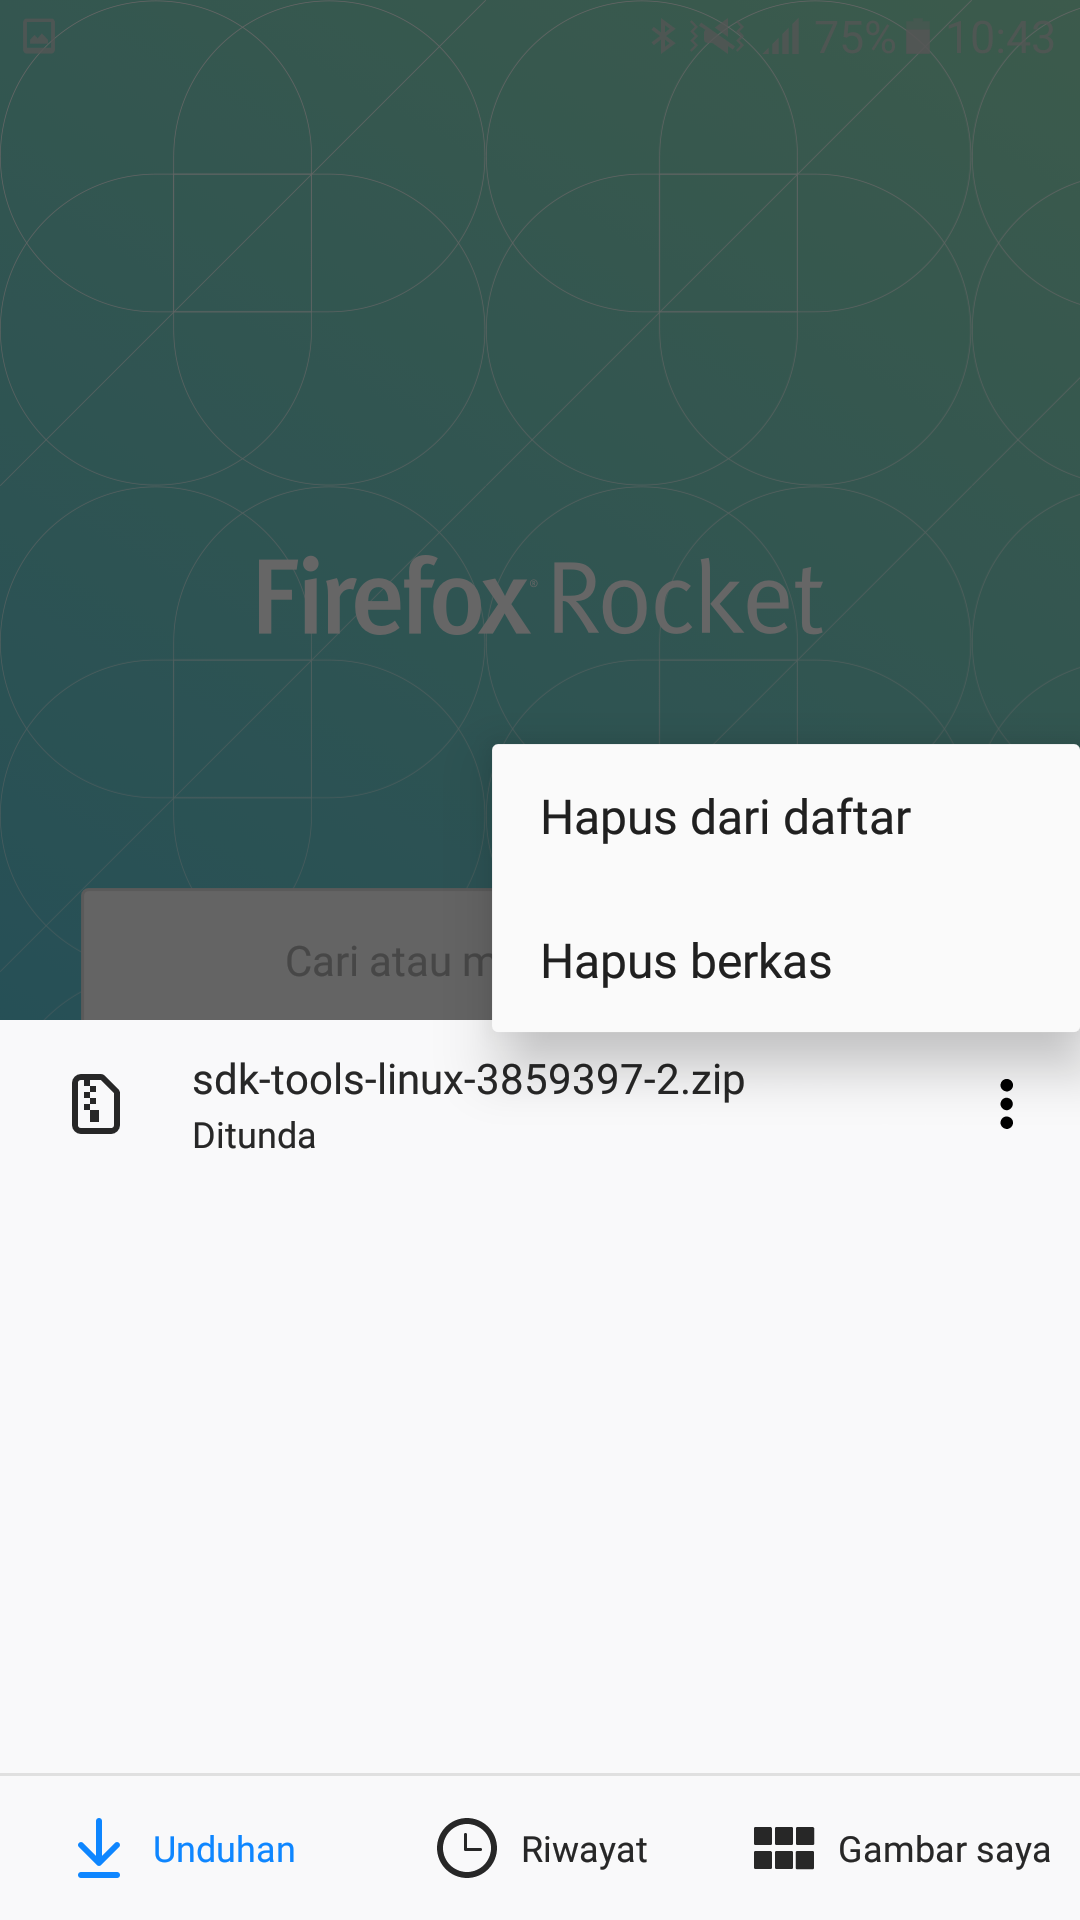 75% 10:43
Firefox Rocket
Cari atau m
Hapus dari daftar
Hapus berkas
sdk-tools-linux-3859397-2.zip
Ditunda
Unduhan
Riwayat
Gambar saya